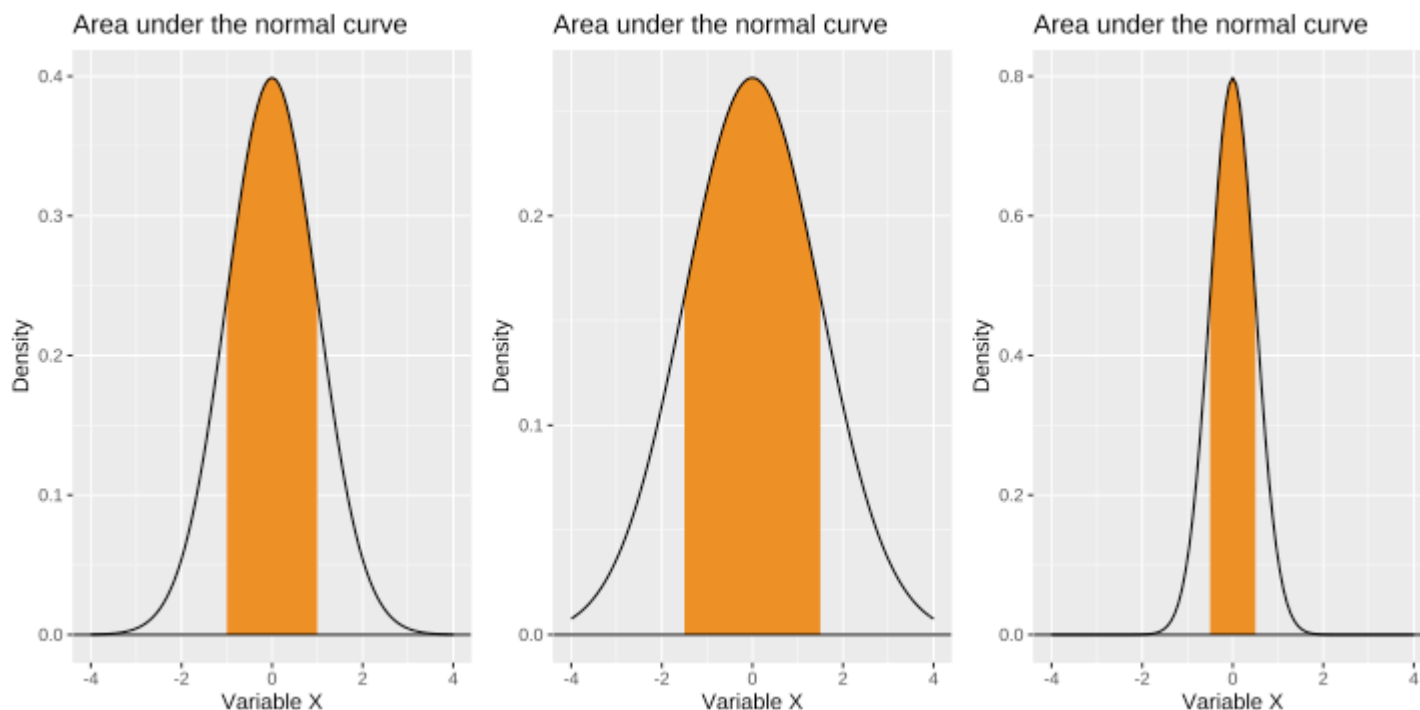 Area under the normal curve
0.4
0.3
0.2
0.1
0.0
Density
-4 -2 0 2 4
Variable X
Area under the normal curve
0.2
0.1
0.0
Density
-4 -2 0 2 4
Variable X
Area under the normal curve
0.8
0.6
0.4
0.2
0.0
Density
-4 -2 0 2 4
Variable X